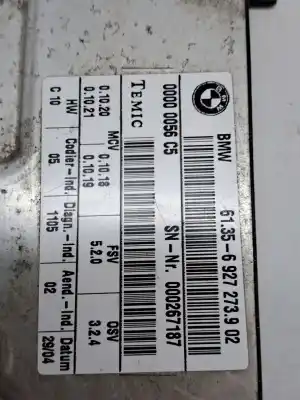 BMW 61.35-6 927 273.9 02
0000 0056 C5 SN-Nr. 000267187
TEMIC
MCV FSV OSV
0.10.20 0.10.18 5.2.0 3.2.4
0.10.21 0.10.19
HW Codier-Ind. Diagn.-Ind. Aend.-Ind. Datum
C 10 05 1105 02 29/04